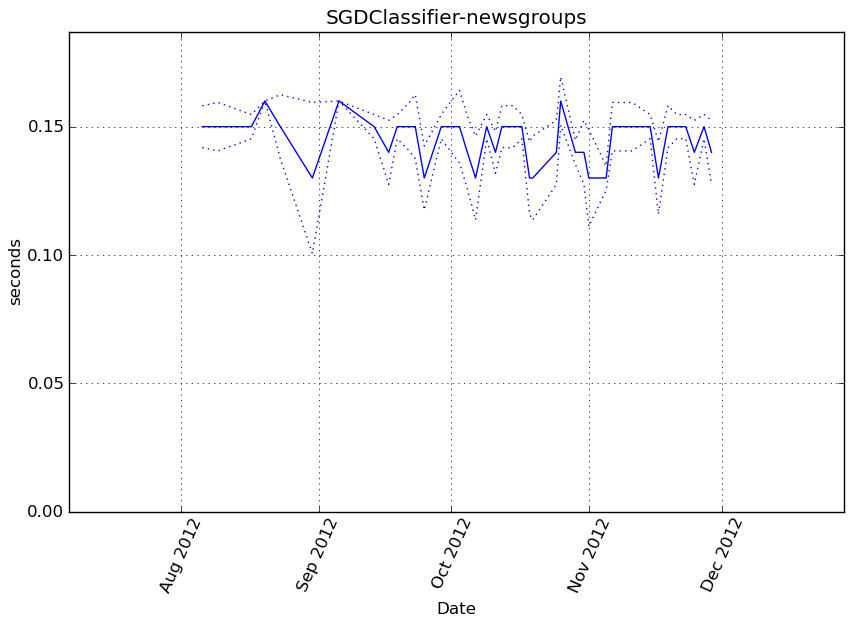 SGDClassifier-newsgroups
0.15
0.10
0.05
0.00
seconds
Aug 2012
Sep 2012
Oct 2012
Nov 2012
Dec 2012
Date